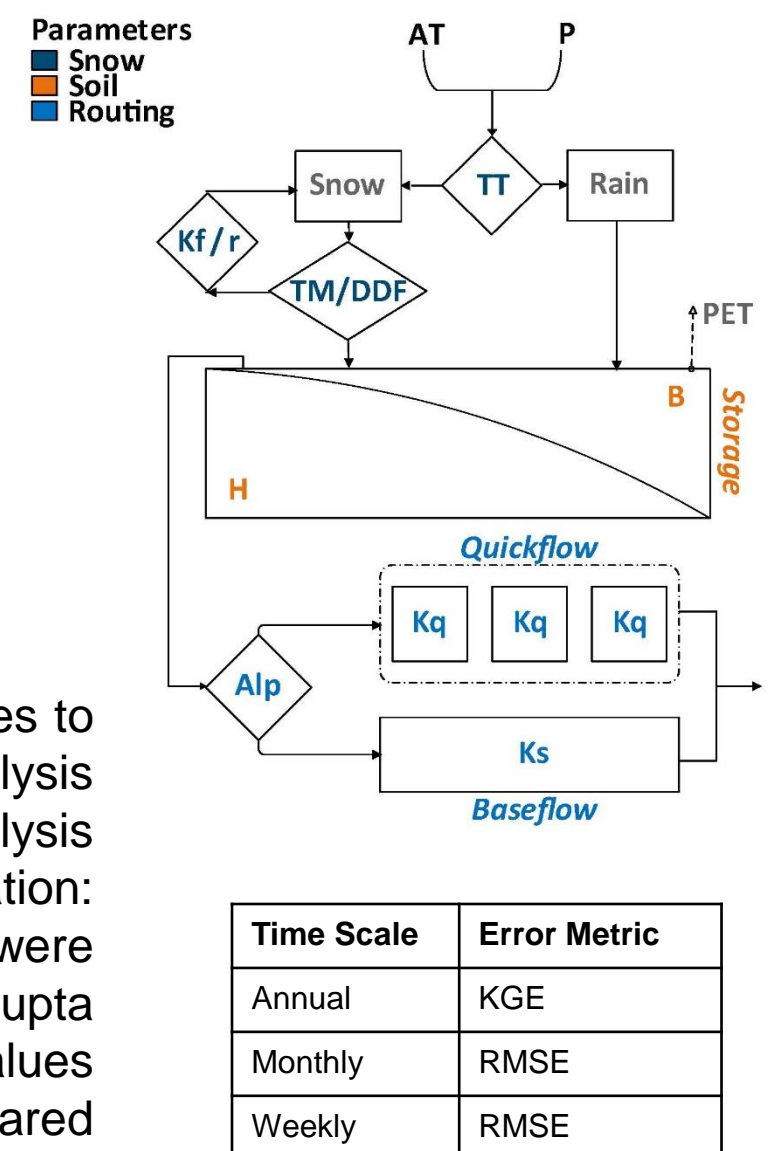 Parameters
Snow
Soil
Routing
AT
P
Snow
TT
Rain
Kf / r
TM/DDF
PET
B
Storage
H
Quickflow
Kq
Kq
Kq
Alp
Ks
Baseflow
es to
lysis
lysis
ation:
were
upta
alues
ared
Time Scale
Error Metric
Annual
KGE
Monthly
RMSE
Weekly
RMSE